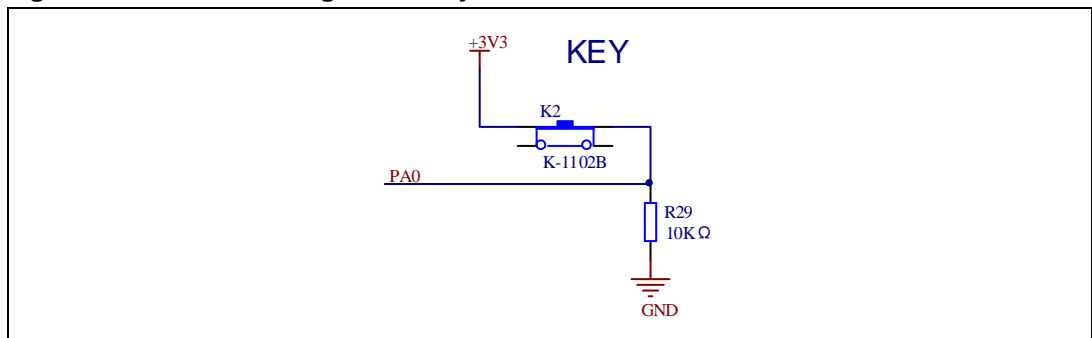 +3V3
KEY
K2
K-1102B
PA0
R29
10KΩ
GND